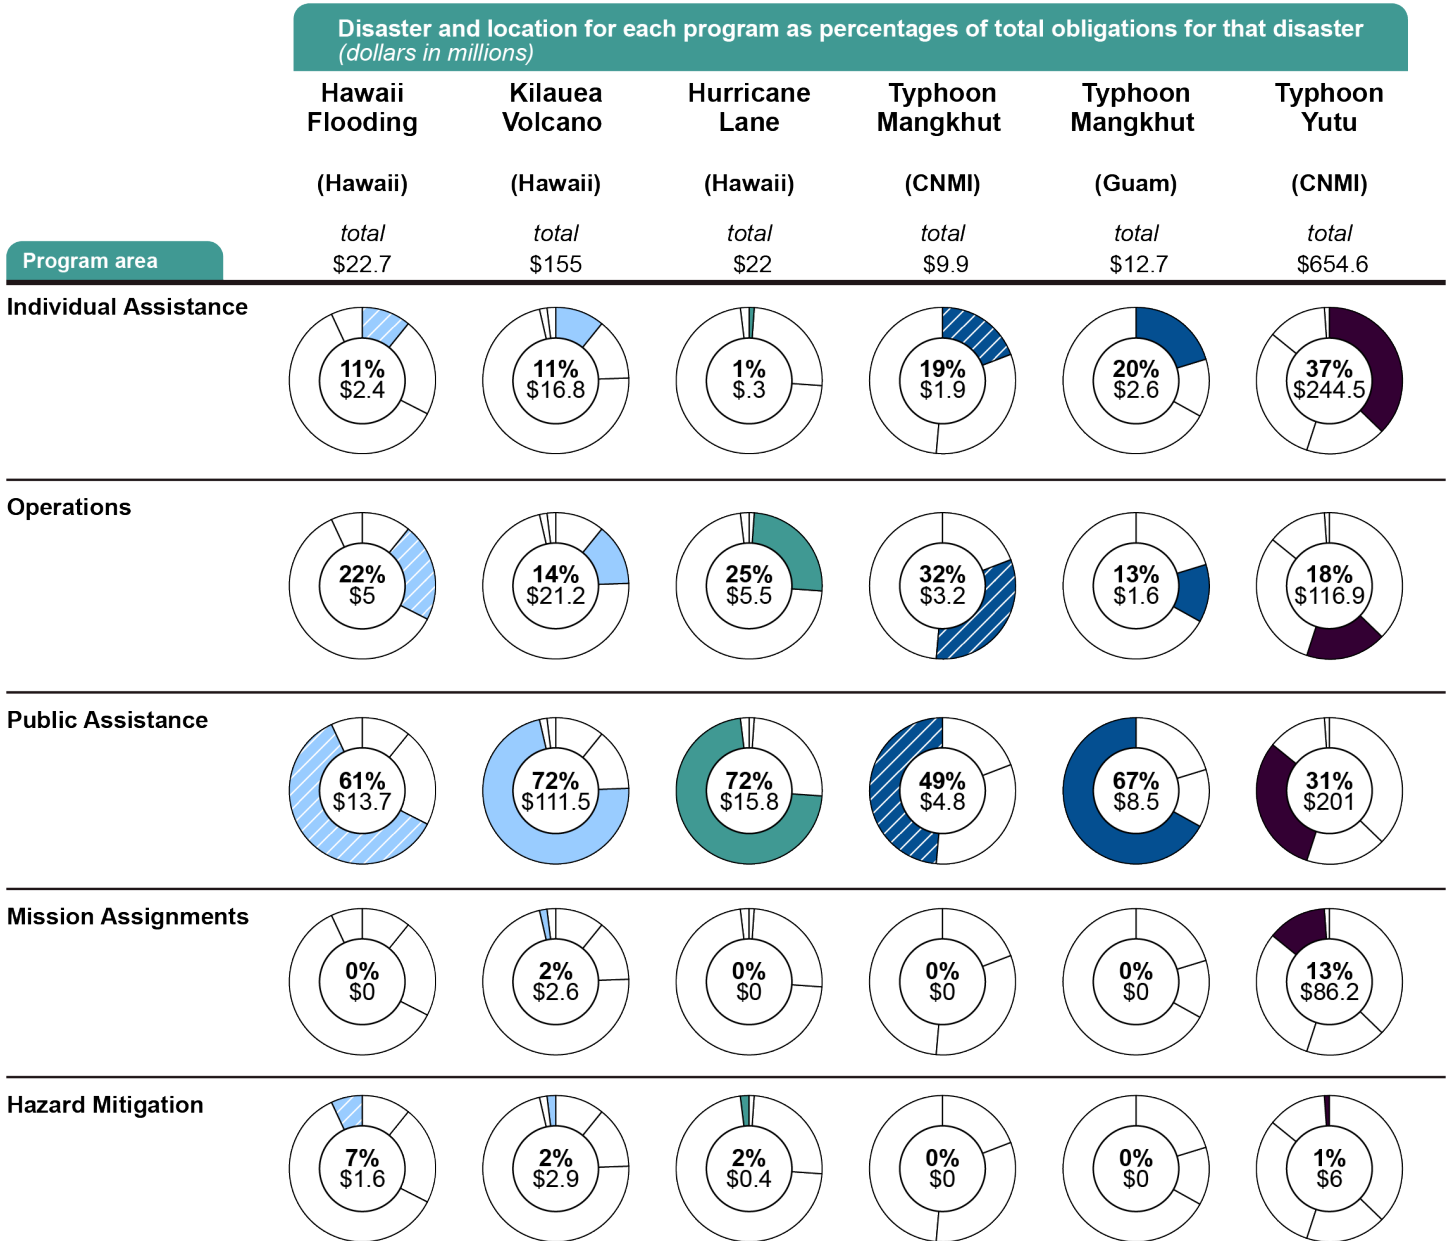 Disaster and location for each program as percentages of total obligations for that disaster
(dollars in millions)
Hawaii Flooding
(Hawaii)
total
$22.7
Kilauea Volcano
(Hawaii)
total
$155
Hurricane Lane
(Hawaii)
total
$22
Typhoon Mangkhut
(CNMI)
total
$9.9
Typhoon Mangkhut
(Guam)
total
$12.7
Typhoon Yutu
(CNMI)
total
$654.6
Program area
Individual Assistance
11%
$2.4
11%
$16.8
1%
$.3
19%
$1.9
20%
$2.6
37%
$244.5
Operations
22%
$5
14%
$21.2
25%
$5.5
32%
$3.2
13%
$1.6
18%
$116.9
Public Assistance
61%
$13.7
72%
$111.5
72%
$15.8
49%
$4.8
67%
$8.5
31%
$201
Mission Assignments
0%
$0
2%
$2.6
0%
$0
0%
$0
0%
$0
13%
$86.2
Hazard Mitigation
7%
$1.6
2%
$2.9
2%
$0.4
0%
$0
0%
$0
1%
$6